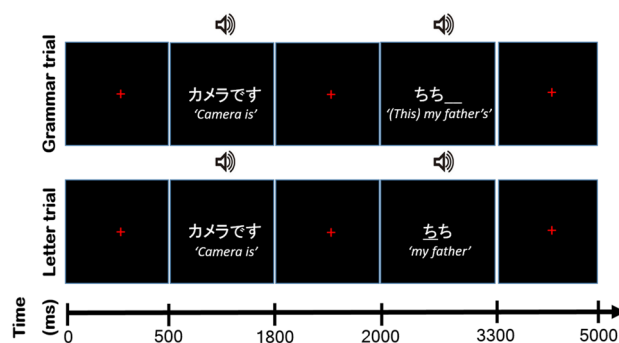 Grammar trial
カメラです
'Camera is'
ちち__
'(This) my father's'
Letter trial
カメラです
'Camera is'
ちち
'my father'
Time (ms)
0 500 1800 2000 3300 5000